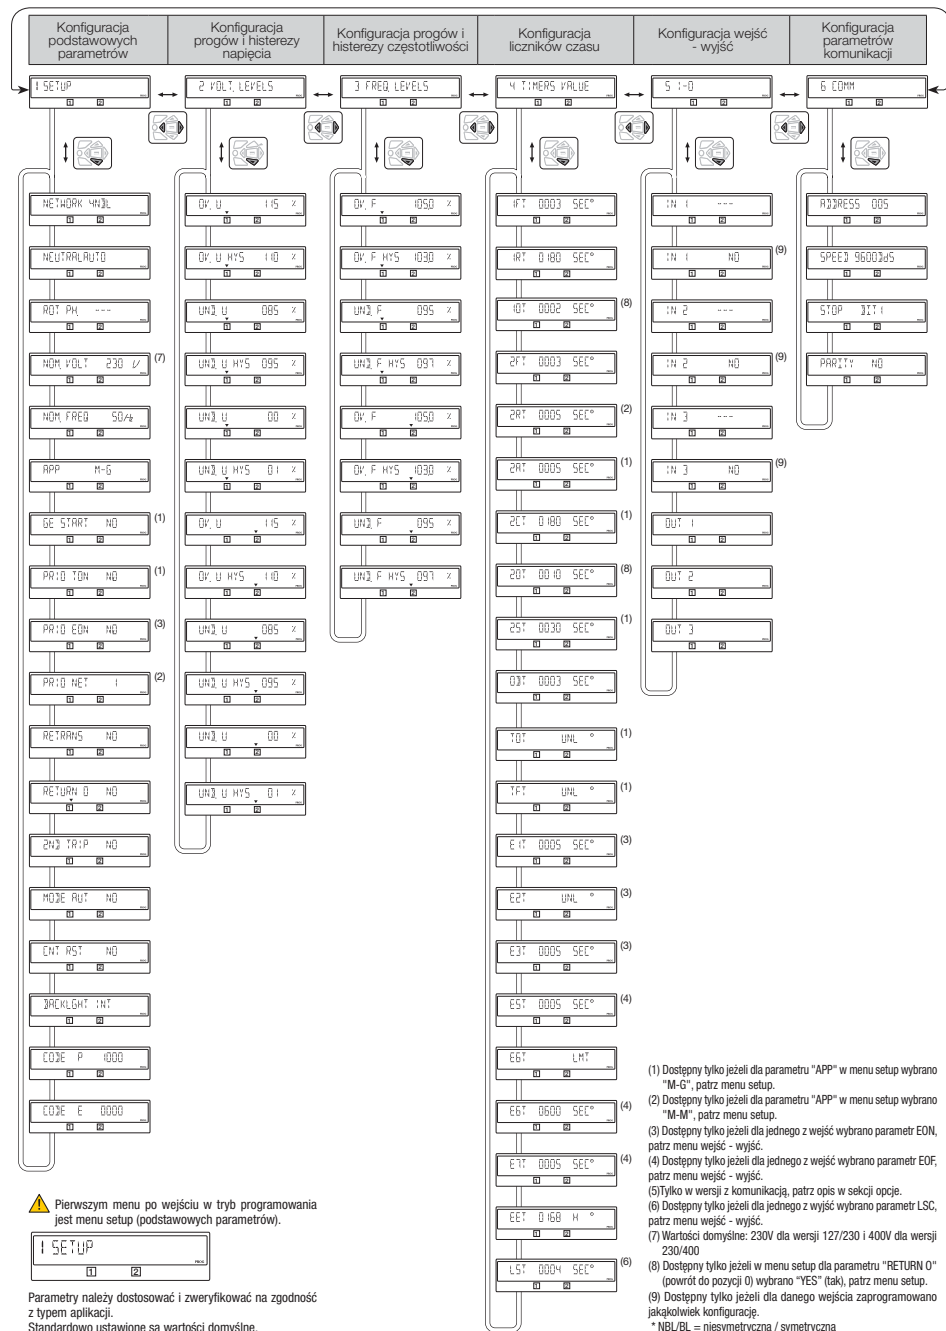 Konfiguracja
podstawowych
parametrów
Konfiguracja
progów i histerezy
napięcia
Konfiguracja progów i
histerezy częstotliwości
Konfiguracja
liczników czasu
Konfiguracja wejść
- wyjść
Konfiguracja
parametrów
komunikacji
1 SETUP
2 VOLT. LEVELS
3 FREQ. LEVELS
4 TIMERS VALUE
5 I-O
6 COMM
NETWORK 4NBL
NEUTRALAUTO
ROT PH. ---
NOM. VOLT 230 V (7)
NOM. FREQ 50Hz
APP M-G
GE START NO (1)
PRIO TON NO (1)
PRIO EON NO (3)
PRIO NET 1 (2)
RETRANS NO
RETURN 0 NO
2ND TRIP NO
MODE AUT NO
CNT RST NO
BACKLGHT INT
CODE P 1000
CODE E 0000
OV. U 115 %
OV. U HYS 110 %
UND. U 085 %
UND. U HYS 095 %
UND. U 00 %
UND. U HYS 01 %
OV. U 115 %
OV. U HYS 110 %
UND. U 085 %
UND. U HYS 095 %
UND. U 00 %
UND. U HYS 01 %
OV. F 105.0 %
OV. F HYS 103.0 %
UND. F 095 %
UND. F HYS 097 %
OV. F 105.0 %
OV. F HYS 103.0 %
UND. F 095 %
UND. F HYS 097 %
1FT 0003 SEC°
1RT 0180 SEC°
1OT 0002 SEC° (8)
2FT 0003 SEC°
2RT 0005 SEC° (2)
2AT 0005 SEC° (1)
2CT 0180 SEC° (1)
2OT 0010 SEC° (8)
2ST 0030 SEC° (1)
ODT 0003 SEC°
TOT UNL ° (1)
TFT UNL ° (1)
E1T 0005 SEC° (3)
E2T UNL ° (3)
E3T 0005 SEC° (3)
E5T 0005 SEC° (4)
E6T LMT
E6T 0600 SEC° (4)
E7T 0005 SEC° (4)
EET 0168 H °
LST 0004 SEC° (6)
IN 1 ---
IN 1 NO (9)
IN 2 ---
IN 2 NO (9)
IN 3 ---
IN 3 NO (9)
OUT 1
OUT 2
OUT 3
ADDRESS 005
SPEED 9600BdS
STOP BIT1
PARITY NO
Pierwszym menu po wejściu w tryb programowania
jest menu setup (podstawowych parametrów).
1 SETUP
Parametry należy dostosować i zweryfikować na zgodność
z typem aplikacji.
Standardowo ustawione są wartości domyślne.
(1) Dostępny tylko jeżeli dla parametru "APP" w menu setup wybrano
"M-G", patrz menu setup.
(2) Dostępny tylko jeżeli dla parametru "APP" w menu setup wybrano
"M-M", patrz menu setup.
(3) Dostępny tylko jeżeli dla jednego z wejść wybrano parametr EON,
patrz menu wejść - wyjść.
(4) Dostępny tylko jeżeli dla jednego z wejść wybrano parametr EOF,
patrz menu wejść - wyjść.
(5)Tylko w wersji z komunikacją, patrz opis w sekcji opcje.
(6) Dostępny tylko jeżeli dla jednego z wyjść wybrano parametr LSC,
patrz menu wejść - wyjść.
(7) Wartości domyślne: 230V dla wersji 127/230 i 400V dla wersji
230/400
(8) Dostępny tylko jeżeli w menu setup dla parametru "RETURN O"
(powrót do pozycji 0) wybrano "YES" (tak), patrz menu setup.
(9) Dostępny tylko jeżeli dla danego wejścia zaprogramowano
jakąkolwiek konfigurację.
* NBL/BL = niesymetryczna / symetryczna